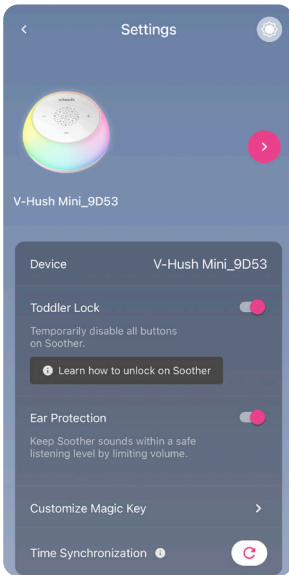 Settings
V-Hush Mini_9D53
Device V-Hush Mini_9D53
Toddler Lock
Temporarily disable all buttons
on Soother.
Learn how to unlock on Soother
Ear Protection
Keep Soother sounds within a safe
listening level by limiting volume.
Customize Magic Key
Time Synchronization